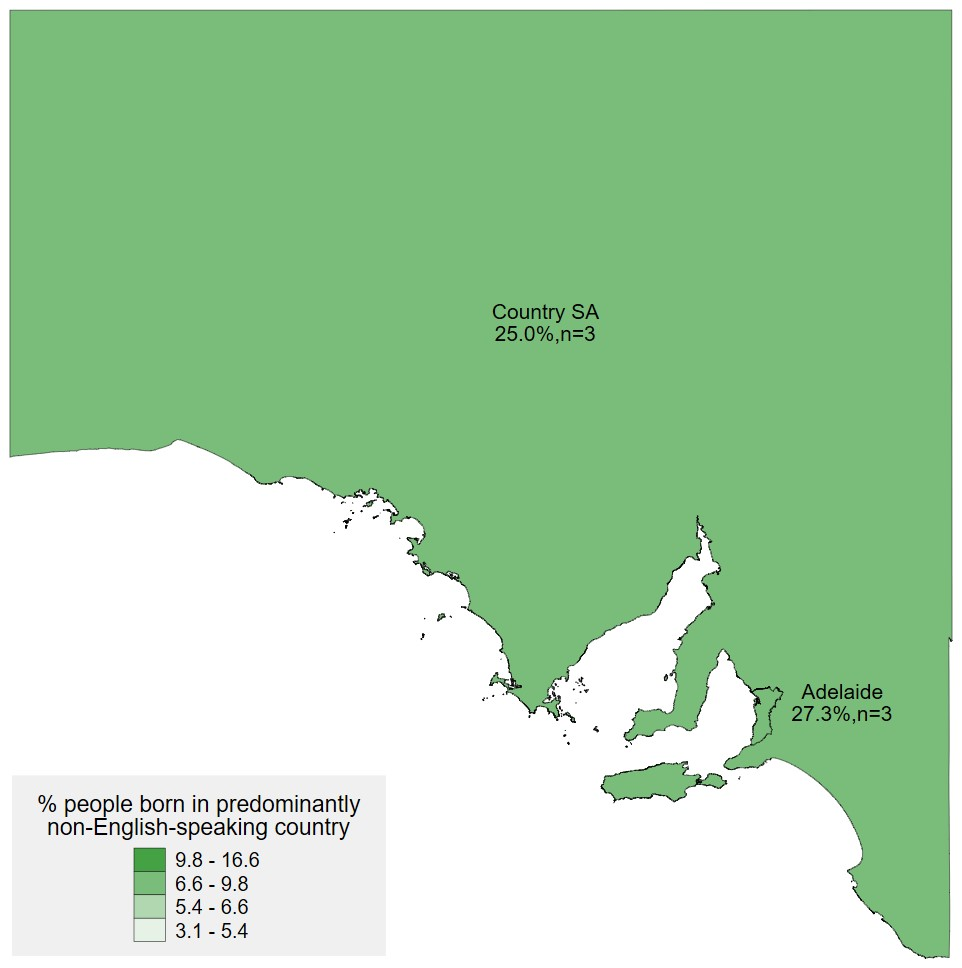 Country SA
25.0%,n=3
Adelaide
27.3%,n=3
% people born in predominantly
non-English-speaking country
9.8 - 16.6
6.6 - 9.8
5.4 - 6.6
3.1 - 5.4